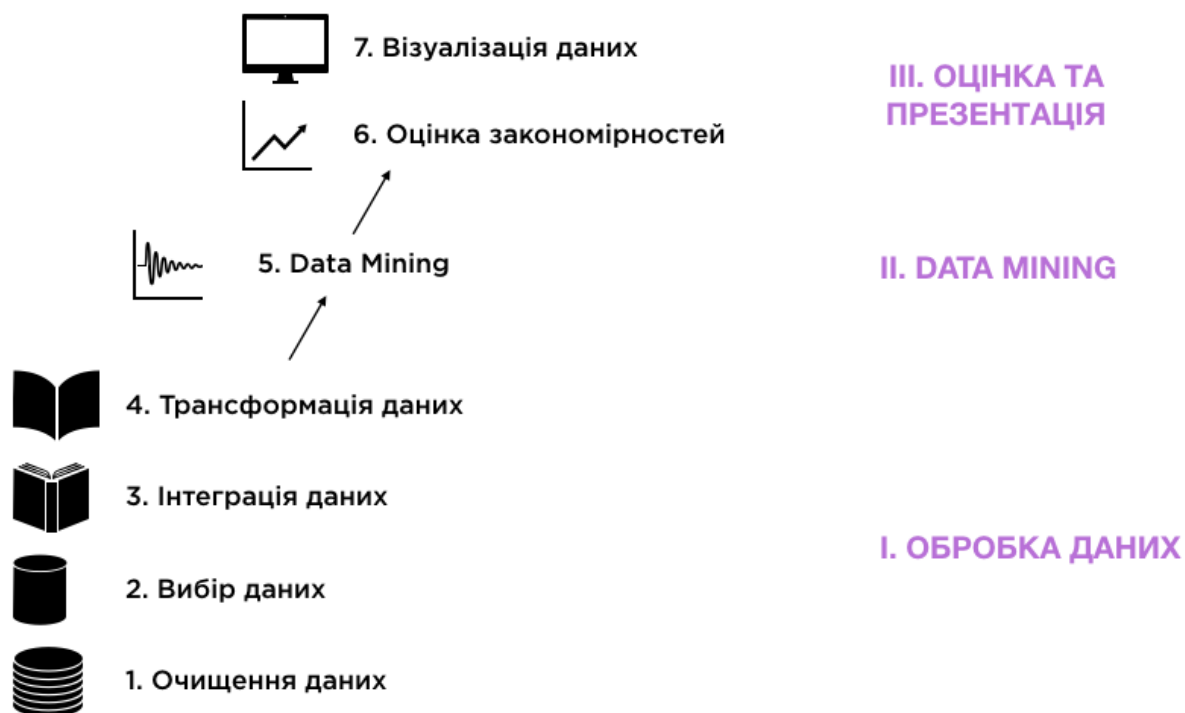 7. Візуалізація даних
III. ОЦІНКА ТА
ПРЕЗЕНТАЦІЯ
6. Оцінка закономірностей
5. Data Mining
II. DATA MINING
4. Трансформація даних
3. Інтеграція даних
I. ОБРОБКА ДАНИХ
2. Вибір даних
1. Очищення даних